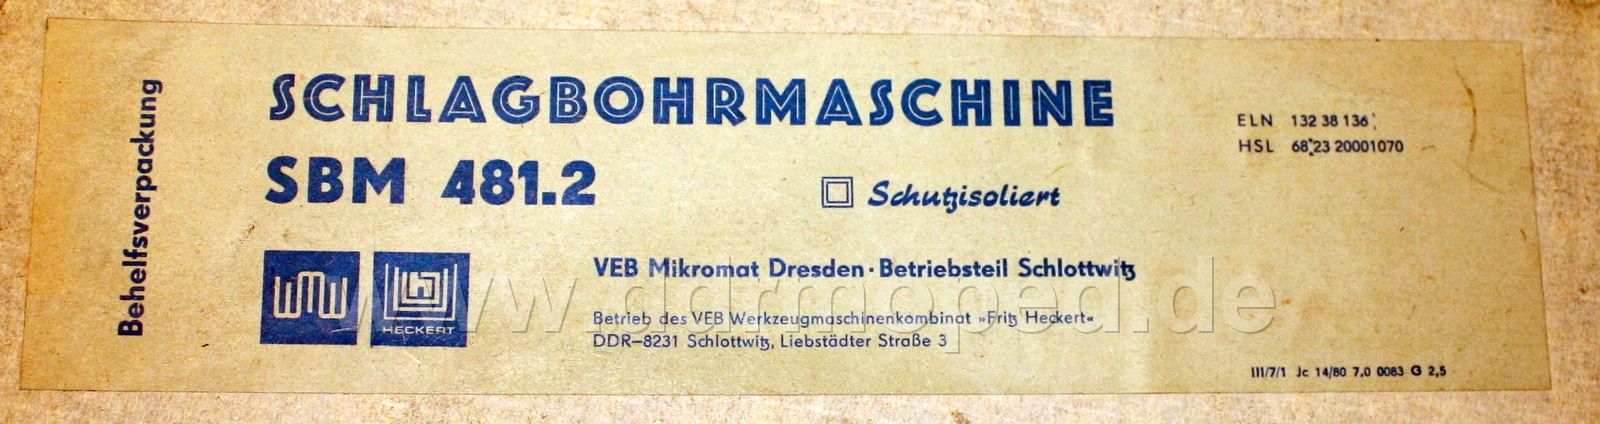 Behelfsverpackung
SCHLAGBOHRMASCHINE
SBM 481.2
Schutzisoliert
ELN 132 38 136
HSL 68 23 20001070
WMW
HECKERT
VEB Mikromat Dresden · Betriebsteil Schlottwitz
Betrieb des VEB Werkzeugmaschinenkombinat »Fritz Heckert«
DDR–8231 Schlottwitz, Liebstädter Straße 3
III/7/1 Jc 14/80 7,0 0083 G 2,5
www.ddrmoped.de